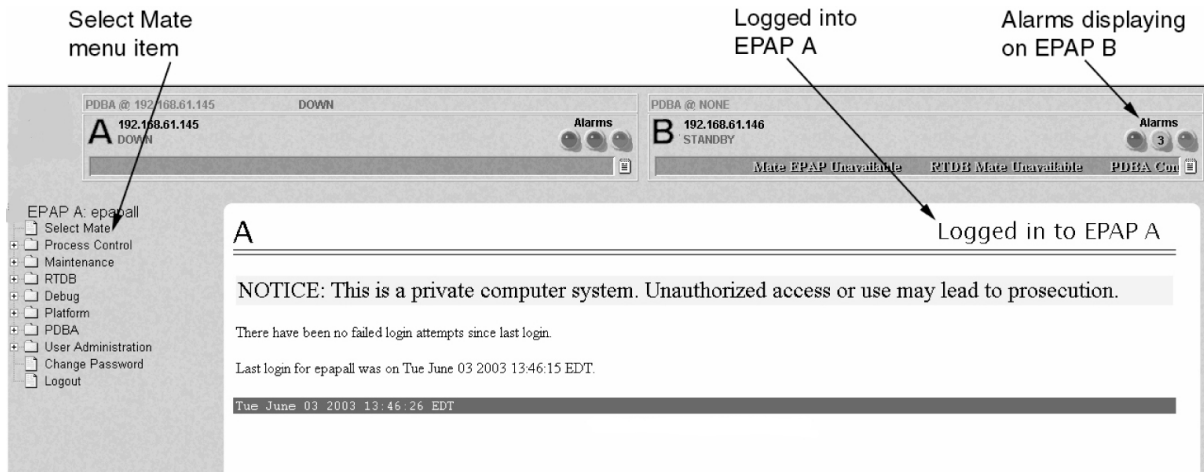 Select Mate
menu item
Logged into
EPAP A
Alarms displaying
on EPAP B
PDBA @ 192.168.61.145 DOWN
A 192.168.61.145
DOWN
Alarms
PDBA @ NONE
B 192.168.61.146
STANDBY
Alarms
3
Mate EPAP Unavailable RTDB Mate Unavailable PDBA Con
EPAP A: epapall
Select Mate
Process Control
Maintenance
RTDB
Debug
Platform
PDBA
User Administration
Change Password
Logout
A Logged in to EPAP A
NOTICE: This is a private computer system. Unauthorized access or use may lead to prosecution.
There have been no failed login attempts since last login.
Last login for epapall was on Tue June 03 2003 13:46:15 EDT.
Tue June 03 2003 13:46:26 EDT